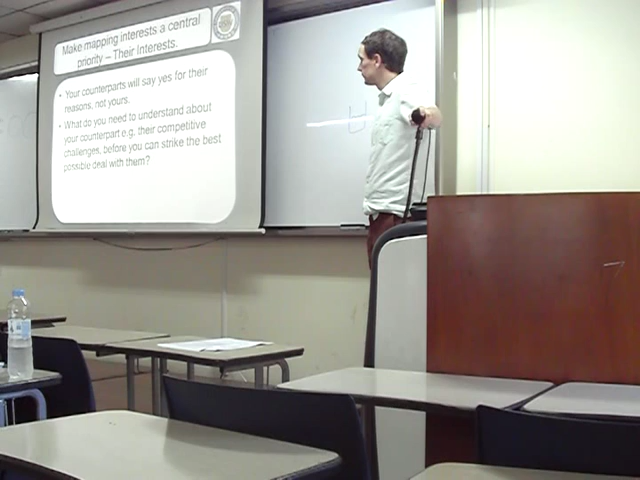 Make mapping interests a central
priority – Their Interests.
• Your counterparts will say yes for their
reasons, not yours.
• What do you need to understand about
your counterpart e.g. their competitive
challenges, before you can strike the best
possible deal with them?